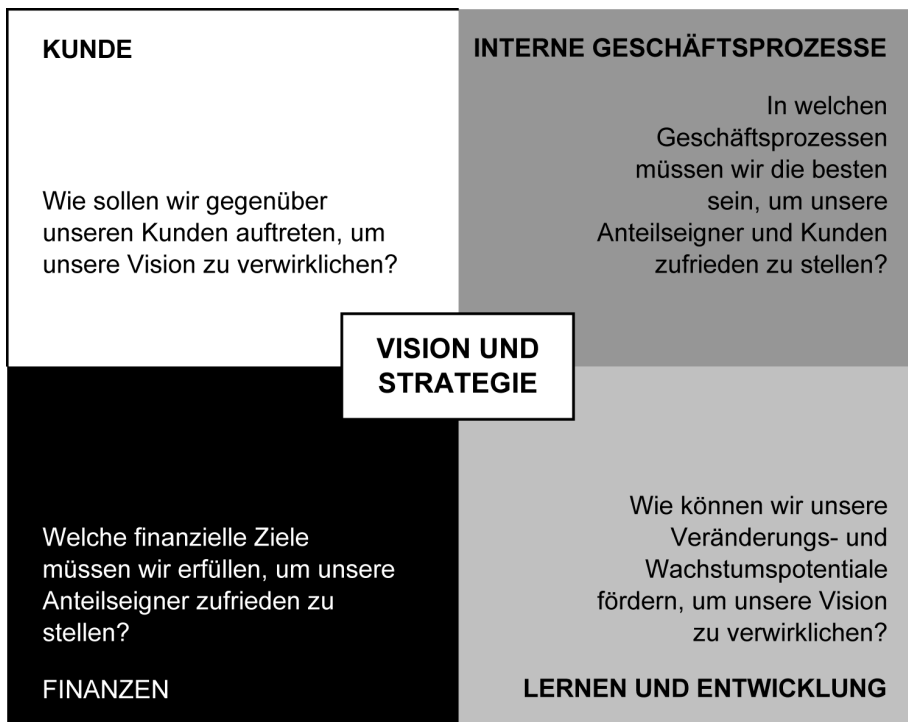 KUNDE
Wie sollen wir gegenüber
unseren Kunden auftreten, um
unsere Vision zu verwirklichen?
INTERNE GESCHÄFTSPROZESSE
In welchen
Geschäftsprozessen
müssen wir die besten
sein, um unsere
Anteilseigner und Kunden
zufrieden zu stellen?
VISION UND
STRATEGIE
Welche finanzielle Ziele
müssen wir erfüllen, um unsere
Anteilseigner zufrieden zu
stellen?
FINANZEN
Wie können wir unsere
Veränderungs- und
Wachstumspotentiale
fördern, um unsere Vision
zu verwirklichen?
LERNEN UND ENTWICKLUNG